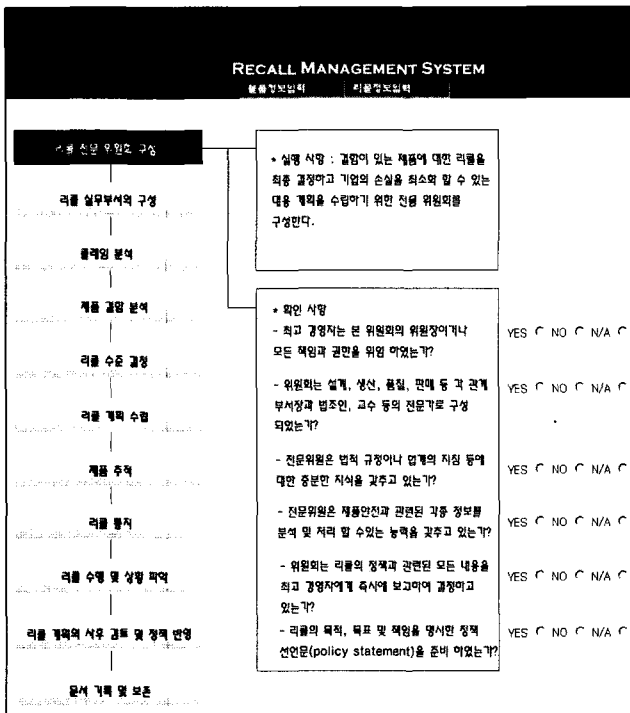 RECALL MANAGEMENT SYSTEM
물품정보입력 리콜정보입력
리콜 전문 위원회 구성
리콜 실무부서의 구성
클레임 분석
제품 결함 분석
리콜 수준 결정
리콜 계획 수립
제품 추적
리콜 통지
리콜 수행 및 상황 파악
리콜 계획의 사후 검토 및 정책 반영
문서 기록 및 보존
* 실행 사항 : 결함이 있는 제품에 대한 리콜을
최종 결정하고 기업의 손실을 최소화 할 수 있는
대응 계획을 수립하기 위한 전문 위원회를
구성한다.
* 확인 사항
- 최고 경영자는 본 위원회의 위원장이거나
모든 책임과 권한을 위임 하였는가?
YES NO N/A
- 위원회는 설계, 생산, 품질, 판매 등 각 관계
부서장과 법조인, 교수 등의 전문가로 구성
되었는가?
YES NO N/A
- 전문위원은 법적 규정이나 업계의 지침 등에
대한 충분한 지식을 갖추고 있는가?
YES NO N/A
- 전문위원은 제품안전과 관련된 각종 정보를
분석 및 처리 할 수있는 능력을 갖추고 있는가?
YES NO N/A
- 위원회는 리콜의 정책과 관련된 모든 내용을
최고 경영자에게 즉시에 보고하여 결정하고
있는가?
YES NO N/A
- 리콜의 목적, 목표 및 책임을 명시한 정책
선언문(policy statement)을 준비 하였는가?
YES NO N/A